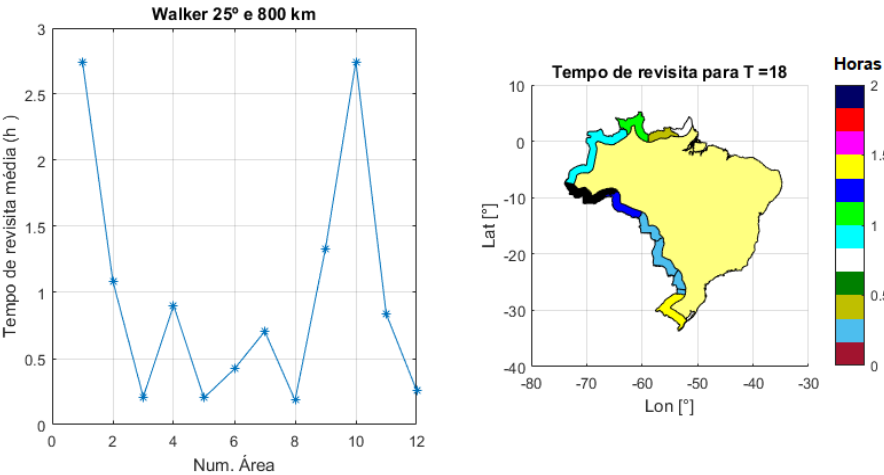 Walker 25º e 800 km
3
2.5
2
1.5
1
0.5
0
Tempo de revisita média (h )
0 2 4 6 8 10 12
Num. Área
Tempo de revisita para T =18
10
0
-10
-20
-30
-40
Lat [°]
-80 -70 -60 -50 -40 -30
Lon [°]
Horas
2
1.5
1
0.5
0